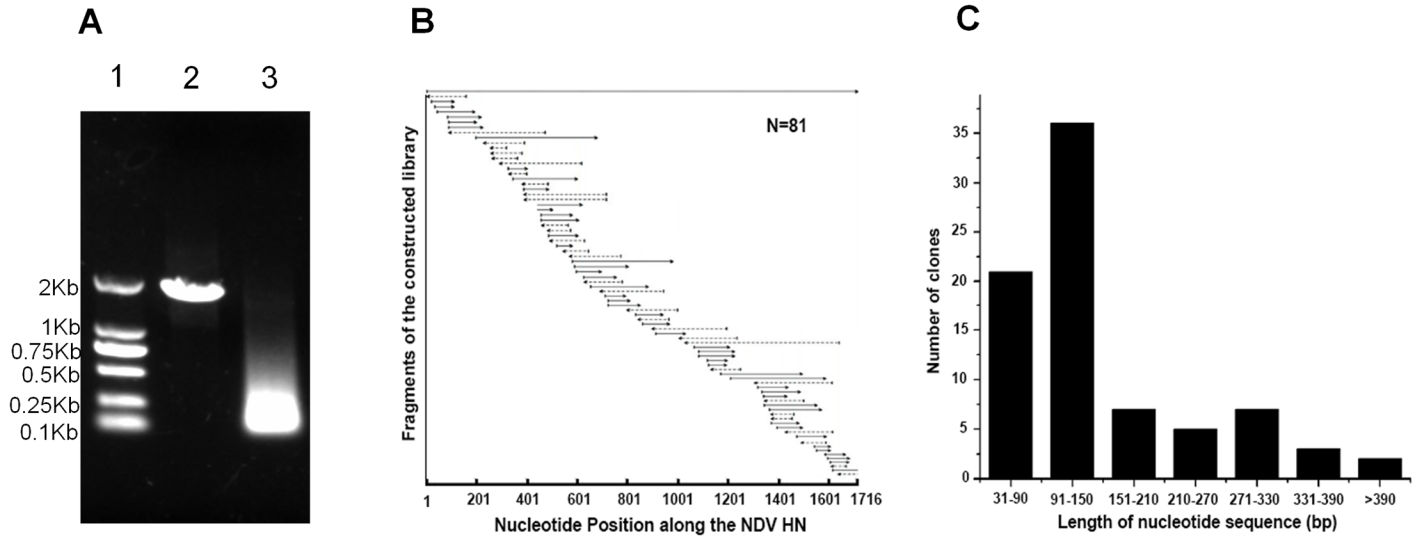 A
1 2 3
2Kb
1Kb
0.75Kb
0.5Kb
0.25Kb
0.1Kb
B
N=81
Fragments of the constructed library
1 201 401 601 801 1001 1201 1401 1601 1716
Nucleotide Position along the NDV HN
C
Number of clones
35
30
25
20
15
10
5
0
31-90 91-150 151-210 210-270 271-330 331-390 >390
Length of nucleotide sequence (bp)